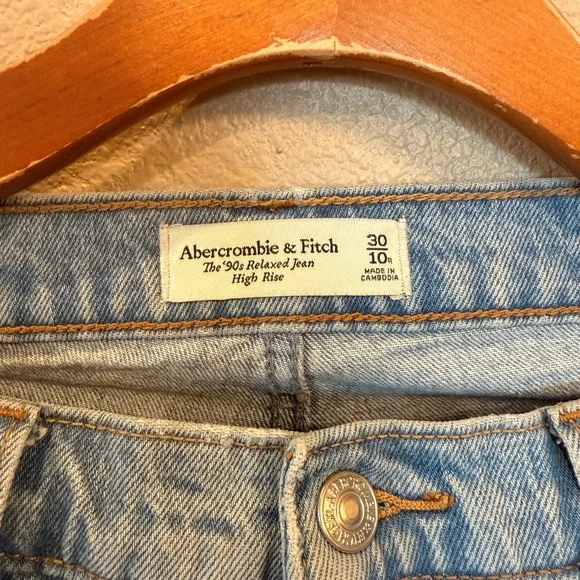 Abercrombie & Fitch
The '90s Relaxed Jean
High Rise
30
10R
MADE IN
CAMBODIA